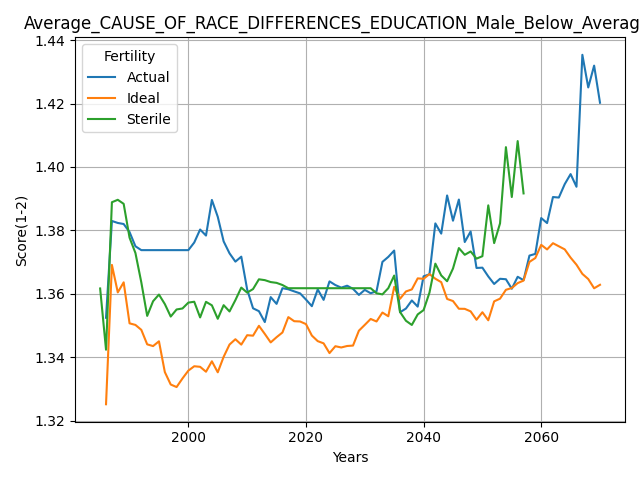 Average_CAUSE_OF_RACE_DIFFERENCES_EDUCATION_Male_Below_Averag
Fertility
Actual
Ideal
Sterile
Score(1-2)
1.44
1.42
1.40
1.38
1.36
1.34
1.32
2000
2020
2040
2060
Years